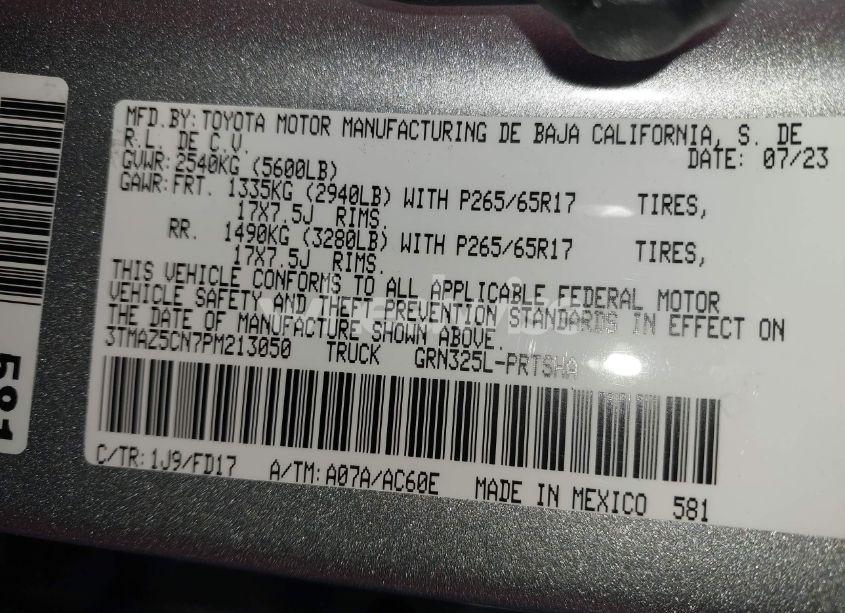 MFD.BY:TOYOTA MOTOR MANUFACTURING DE BAJA CALIFORNIA, S. DE
R.L. DE C.V. DATE: 07/23
GVWR:2540KG (5600LB)
GAWR:FRT. 1335KG (2940LB) WITH P265/65R17 TIRES,
17X7.5J RIMS.
RR. 1490KG (3280LB) WITH P265/65R17 TIRES,
17X7.5J RIMS.
THIS VEHICLE CONFORMS TO ALL APPLICABLE FEDERAL MOTOR
VEHICLE SAFETY AND THEFT PREVENTION STANDARDS IN EFFECT ON
THE DATE OF MANUFACTURE SHOWN ABOVE.
3TMAZ5CN7PM213050 TRUCK GRN325L-PRTSHA
C/TR:1J9/FD17 A/TM:A07A/AC60E MADE IN MEXICO 581
581